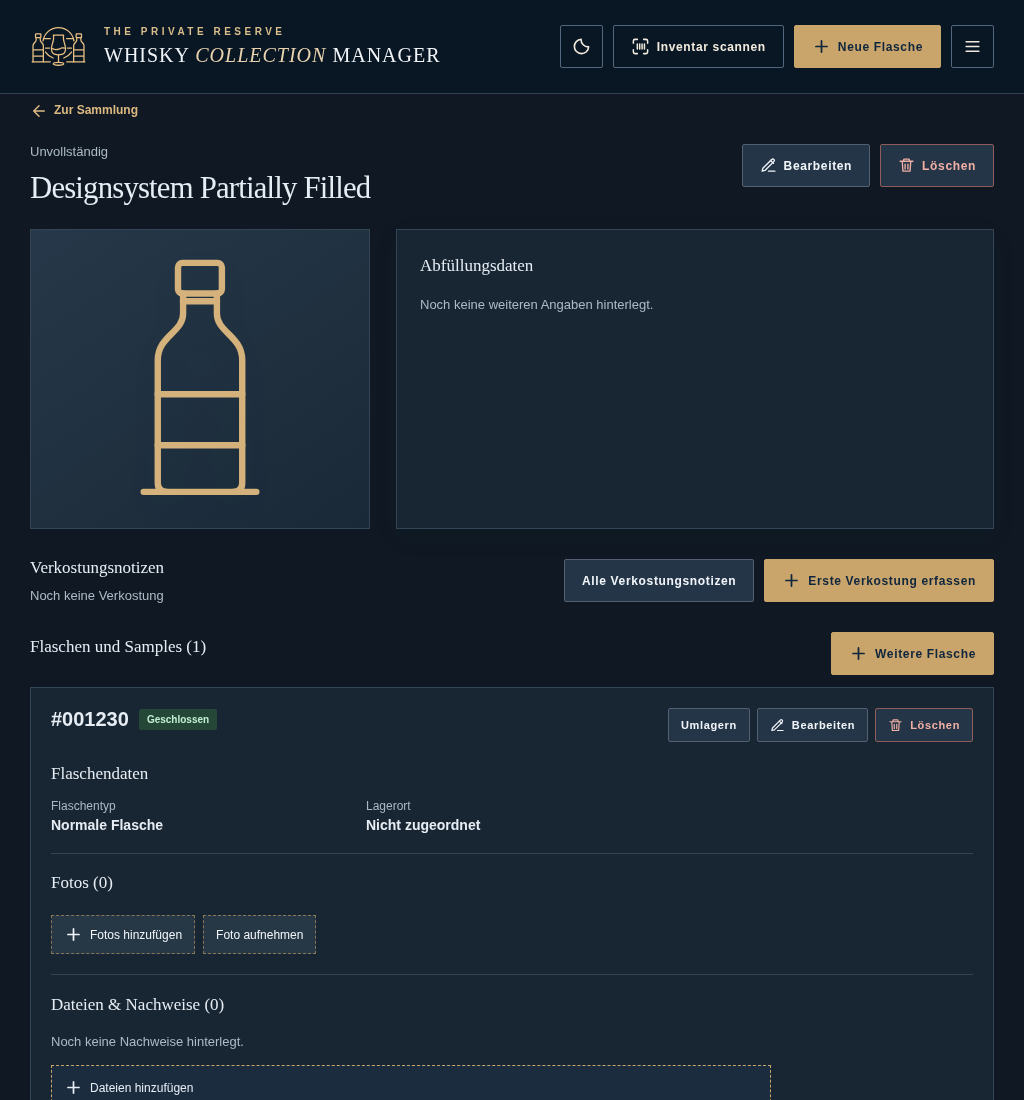 THE PRIVATE RESERVE
WHISKY COLLECTION MANAGER
Inventar scannen
Neue Flasche
Zur Sammlung
Unvollständig
Designsystem Partially Filled
Bearbeiten
Löschen
Abfüllungsdaten
Noch keine weiteren Angaben hinterlegt.
Verkostungsnotizen
Noch keine Verkostung
Alle Verkostungsnotizen
Erste Verkostung erfassen
Flaschen und Samples (1)
Weitere Flasche
#001230
Geschlossen
Umlagern
Bearbeiten
Löschen
Flaschendaten
Flaschentyp
Lagerort
Normale Flasche
Nicht zugeordnet
Fotos (0)
Fotos hinzufügen
Foto aufnehmen
Dateien & Nachweise (0)
Noch keine Nachweise hinterlegt.
Dateien hinzufügen